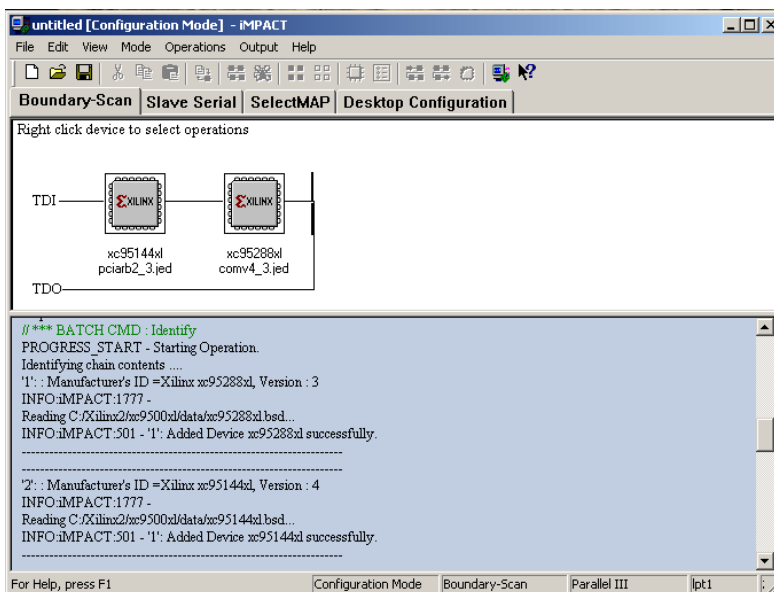 untitled [Configuration Mode] - iMPACT
File Edit View Mode Operations Output Help
Boundary-Scan Slave Serial SelectMAP Desktop Configuration
Right click device to select operations
TDI
XILINX XILINX
xc95144xl xc95288xl
pciarb2_3.jed comv4_3.jed
TDO
// *** BATCH CMD : Identify
PROGRESS_START - Starting Operation.
Identifying chain contents ....
'1': : Manufacturer's ID =Xilinx xc95288xl, Version : 3
INFO:iMPACT:1777 -
Reading C:/Xilinx2/xc9500xl/data/xc95288xl.bsd...
INFO:iMPACT:501 - '1': Added Device xc95288xl successfully.
----------------------------------------------------------------------
----------------------------------------------------------------------
'2': : Manufacturer's ID =Xilinx xc95144xl, Version : 4
INFO:iMPACT:1777 -
Reading C:/Xilinx2/xc9500xl/data/xc95144xl.bsd...
INFO:iMPACT:501 - '1': Added Device xc95144xl successfully.
----------------------------------------------------------------------
For Help, press F1 Configuration Mode Boundary-Scan Parallel III lpt1